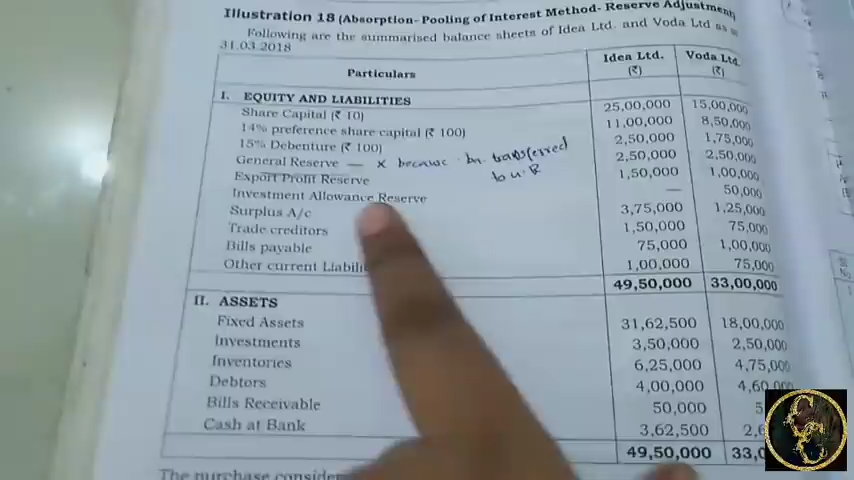 Illustration 18 (Absorption- Pooling of Interest Method- Reserve Adjustment)
Following are the summarised balance sheets of Idea Ltd. and Voda Ltd as
31.03.2018
Particulars Idea Ltd. (₹) Voda Ltd. (₹)
I. EQUITY AND LIABILITIES
Share Capital (₹ 10) 25,00,000 15,00,000
14% preference share capital (₹ 100) 11,00,000 8,50,000
15% Debenture (₹ 100) 2,50,000 1,75,000
General Reserve — x because transferred 2,50,000 2,50,000
Export Profit Reserve 1,50,000 1,00,000
Investment Allowance Reserve — 50,000
Surplus A/c 3,75,000 1,25,000
Trade creditors 1,50,000 75,000
Bills payable 75,000 1,00,000
Other current 1,00,000 75,000
49,50,000 33,00,000
II. ASSETS
Fixed Assets 31,62,500 18,00,000
Investments 3,50,000 2,50,000
Inventories 6,25,000 4,75,000
Debtors 4,00,000 4,60,000
Bills Receivable 50,000
Cash at Bank 3,62,500
49,50,000
The purchase